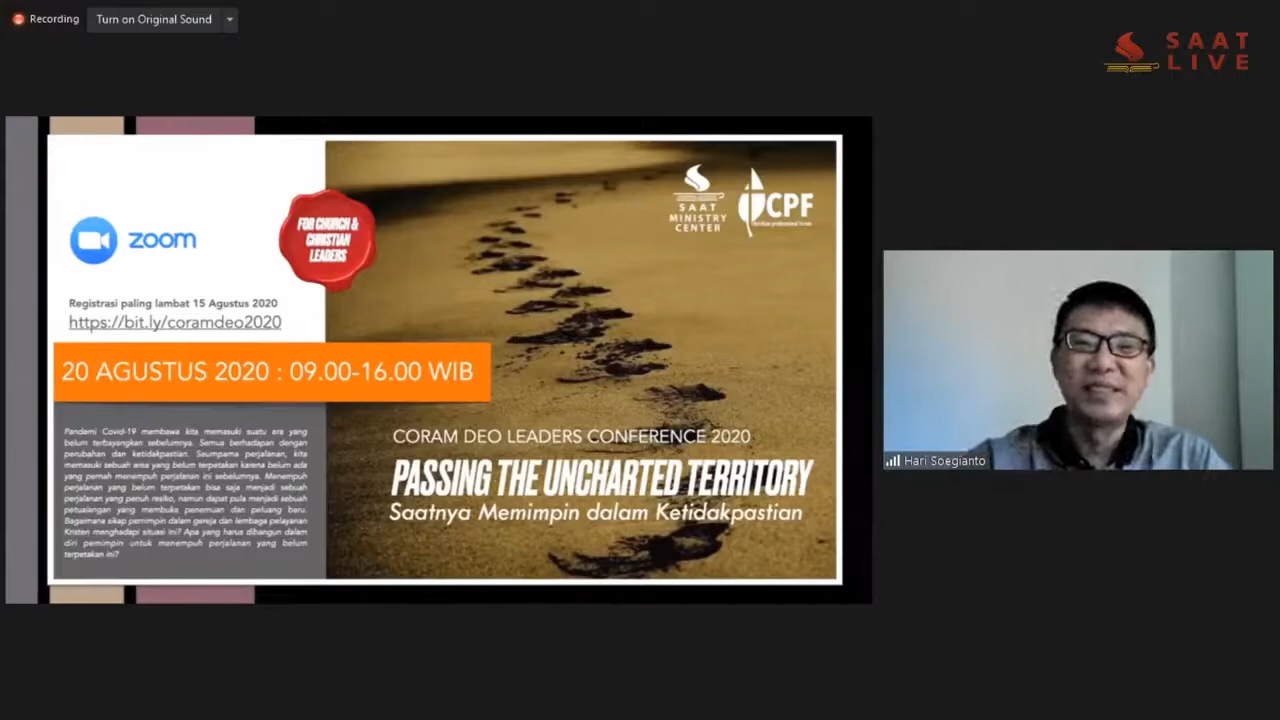 Recording
Turn on Original Sound
SAAT
LIVE
zoom
FOR CHURCH &
CHRISTIAN
LEADERS
SAAT
MINISTRY
CENTER
CPF
Registrasi paling lambat 15 Agustus 2020
https://bit.ly/coramdeo2020
20 AGUSTUS 2020 : 09.00-16.00 WIB
Pandemi Covid-19 membawa kita memasuki suatu era yang
belum terbayangkan sebelumnya. Semua berhadapan dengan
perubahan dan ketidakpastian. Seumpama perjalanan, kita
memasuki sebuah area yang belum terpetakan karena belum ada
yang pernah menempuh perjalanan ini sebelumnya. Menempuh
perjalanan yang belum terpetakan bisa saja menjadi sebuah
perjalanan yang penuh resiko, namun dapat pula menjadi sebuah
petualangan yang membuka penemuan dan peluang baru.
Bagaimana sikap pemimpin dalam gereja dan lembaga pelayanan
Kristen menghadapi situasi ini? Apa yang harus dibangun dalam
diri pemimpin untuk menempuh perjalanan yang belum
terpetakan ini?
CORAM DEO LEADERS CONFERENCE 2020
PASSING THE UNCHARTED TERRITORY
Saatnya Memimpin dalam Ketidakpastian
Hari Soegianto